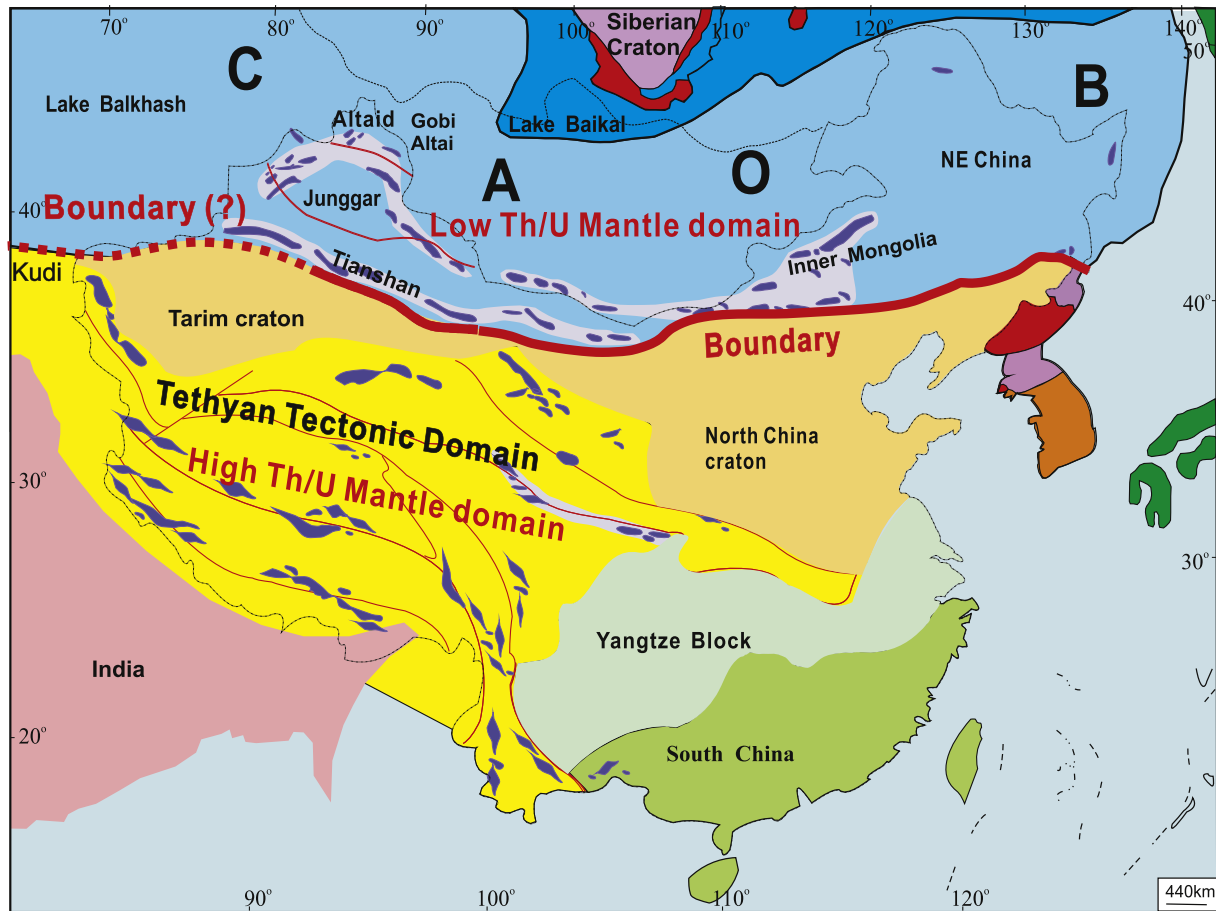 70°
80°
90°
100°
110°
120°
130°
140°
50°
Siberian
Craton
C
B
Lake Balkhash
Altaid
Gobi
Altai
Lake Baikal
NE China
A
O
Junggar
40°
Boundary (?)
Low Th/U Mantle domain
Inner Mongolia
Kudi
Tianshan
40°
Tarim craton
Boundary
Tethyan Tectonic Domain
North China
craton
30°
High Th/U Mantle domain
30°
Yangtze Block
India
20°
South China
90°
100°
110°
120°
440km